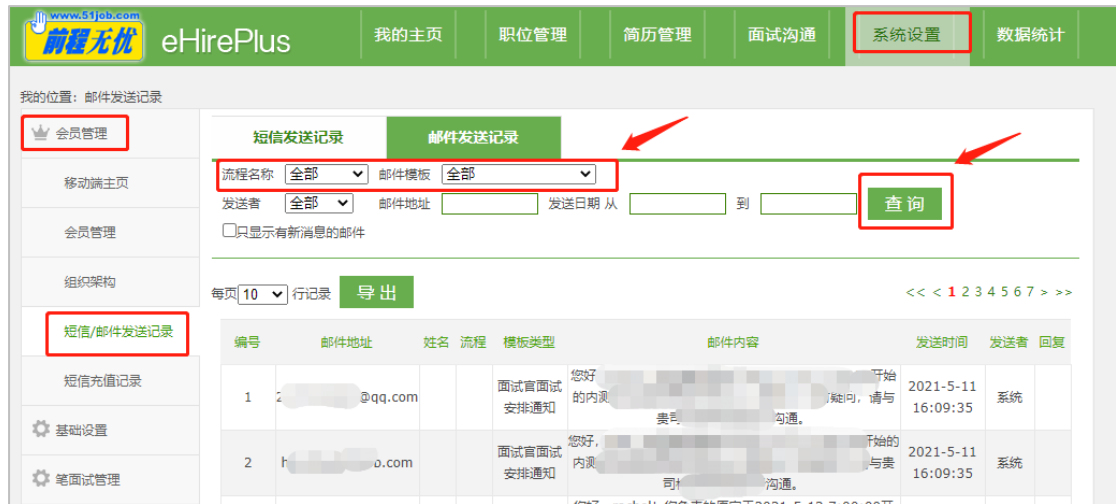 www.51job.com
前程无忧 eHirePlus 我的主页 职位管理 简历管理 面试沟通 系统设置 数据统计
我的位置：邮件发送记录
会员管理
移动端主页
会员管理
组织架构
短信/邮件发送记录
短信充值记录
基础设置
笔面试管理
短信发送记录 邮件发送记录
流程名称 全部 邮件模板 全部
发送者 全部 邮件地址 发送日期 从 到 查询
只显示有新消息的邮件
每页 10 行记录 导出 << < 1 2 3 4 5 6 7 > >>
编号 邮件地址 姓名 流程 模板类型 邮件内容 发送时间 发送者 回复
1 2 @qq.com 面试官面试安排通知 您好 开始 2021-5-11 16:09:35 系统
的内测 疑问，请与
贵司 沟通。
2 h b.com 面试官面试安排通知 您好， 开始的 2021-5-11 16:09:35 系统
内测 与贵
司 沟通。